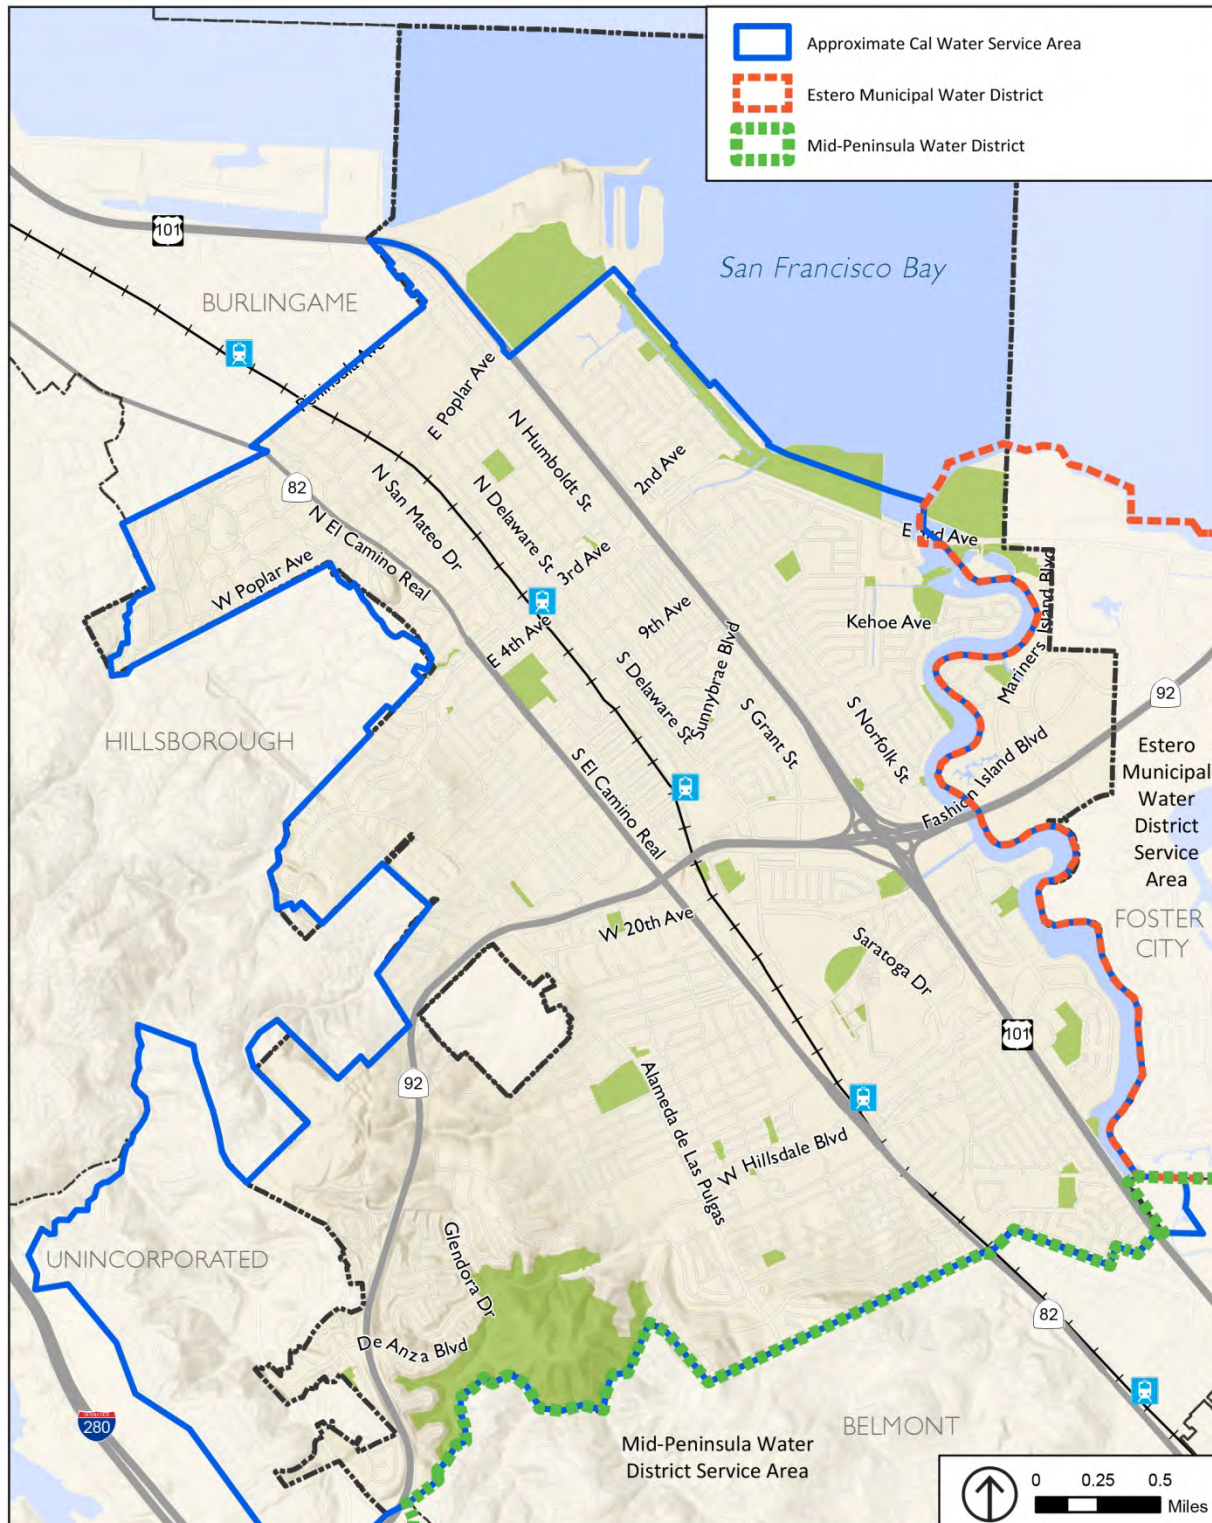 Approximate Cal Water Service Area
Estero Municipal Water District
Mid-Peninsula Water District
101
San Francisco Bay
BURLINGAME
Peninsula Ave
E Poplar Ave
N Humboldt St
2nd Ave
82
N San Mateo Dr
N Delaware St
N El Camino Real
3rd Ave
E 3rd Ave
W Poplar Ave
Mariners Island Blvd
Kehoe Ave
9th Ave
E 4th Ave
Sunnybrae Blvd
S Delaware St
S Grant St
S Norfolk St
92
HILLSBOROUGH
Fashion Island Blvd
Estero
Municipal
Water
District
Service
Area
S El Camino Real
FOSTER
CITY
W 20th Ave
Saratoga Dr
101
92
Alameda de Las Pulgas
W Hillsdale Blvd
UNINCORPORATED
Glendora Dr
De Anza Blvd
82
INTERSTATE
280
BELMONT
Mid-Peninsula Water
District Service Area
0 0.25 0.5
Miles